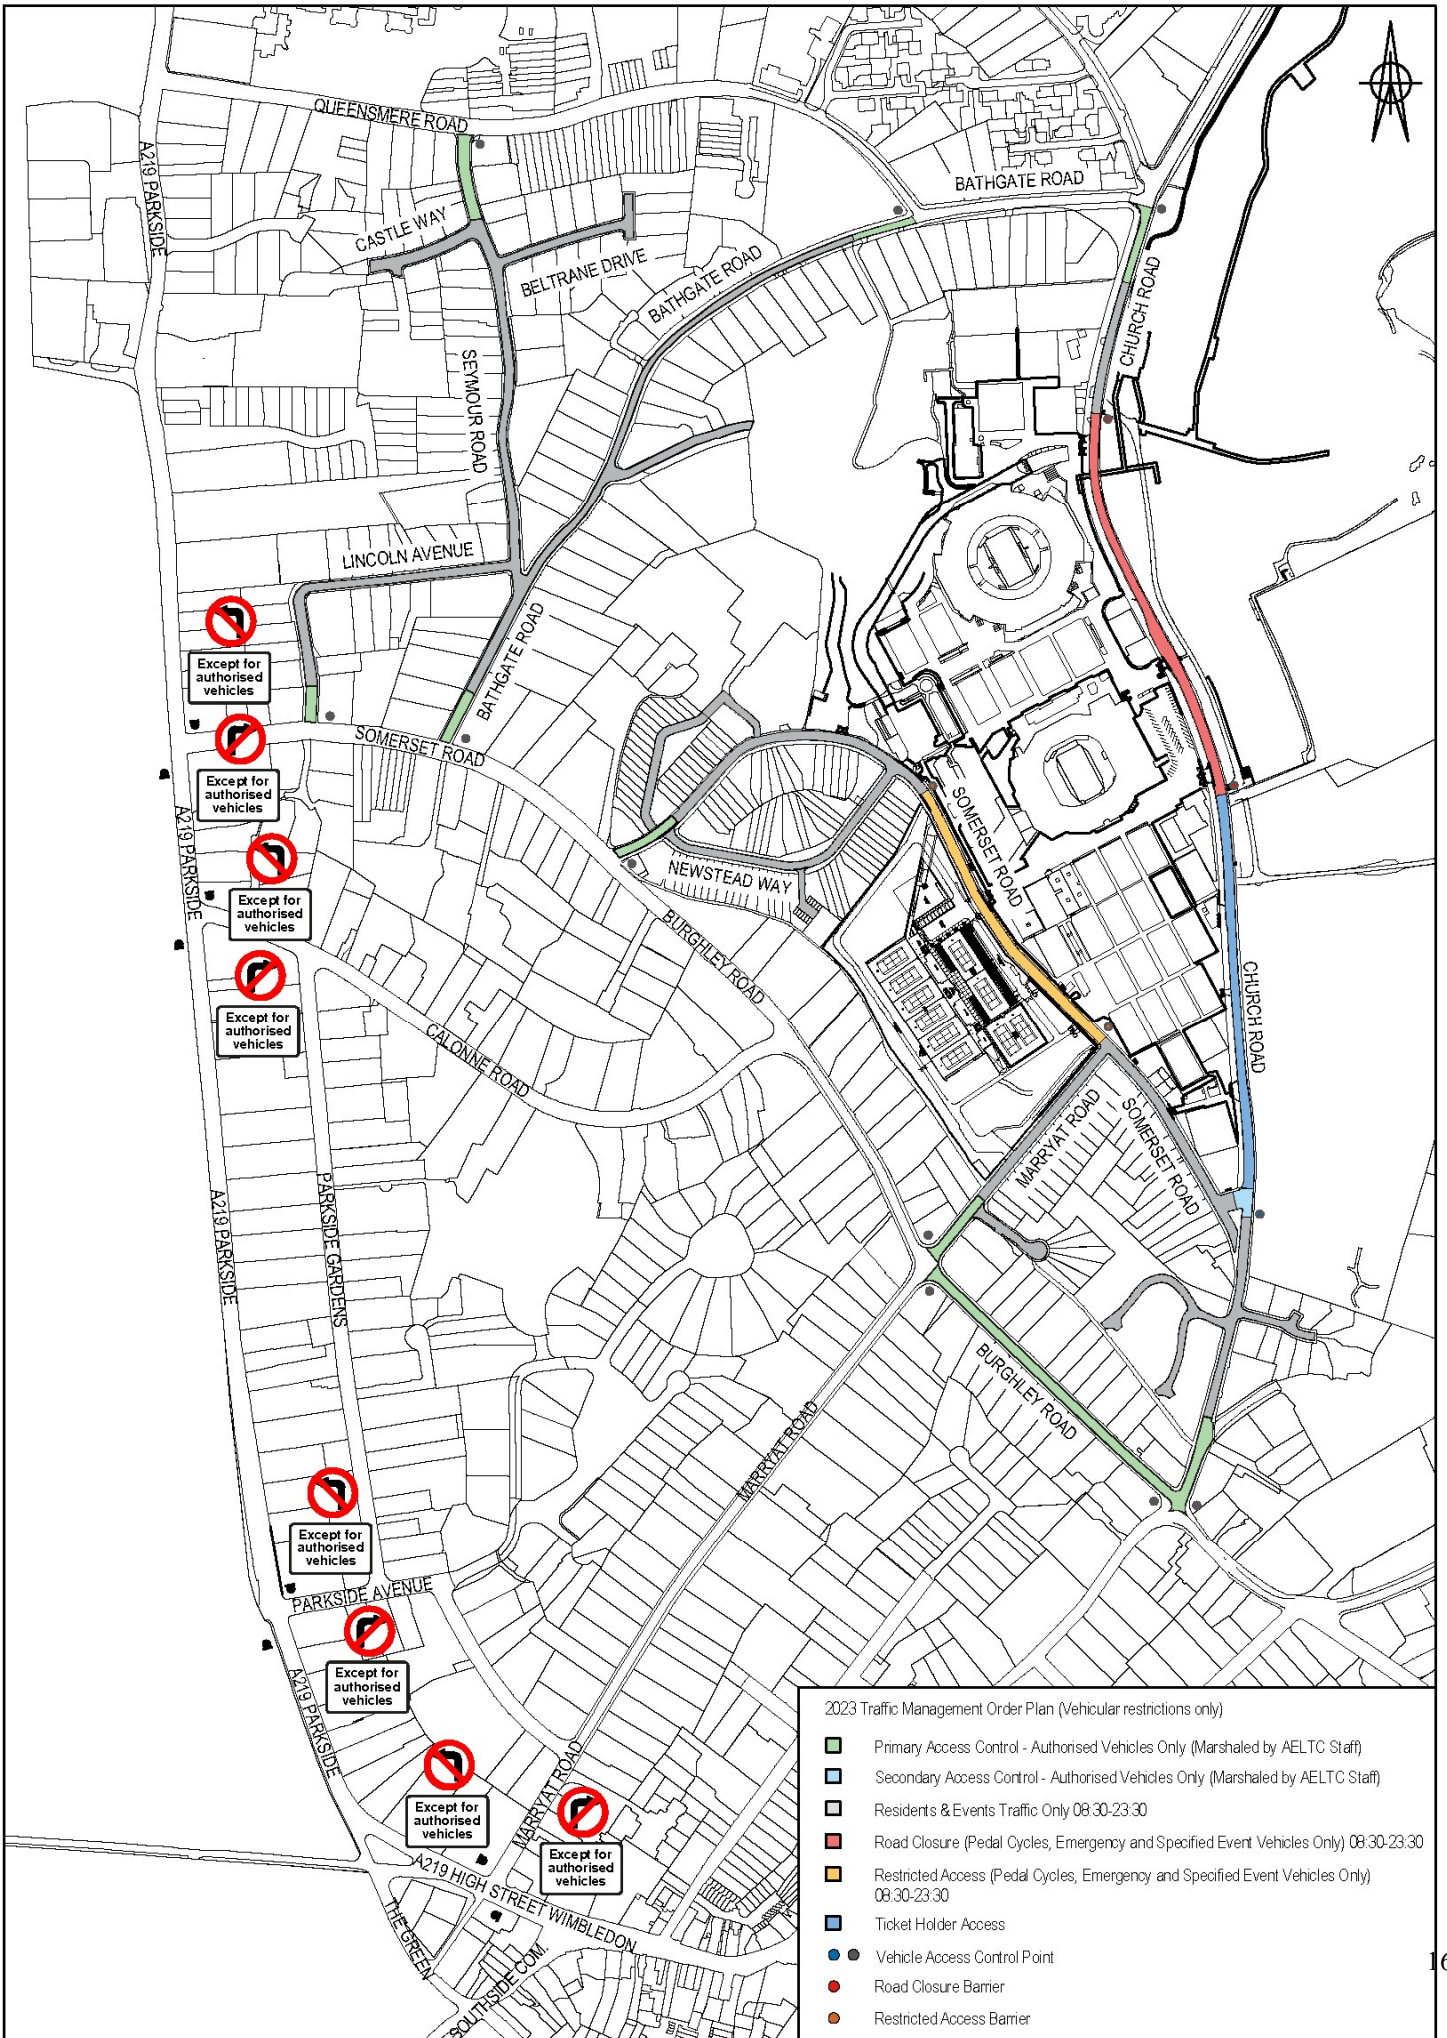 QUEENSMERE ROAD
A219 PARKSIDE
BATHGATE ROAD
CASTLE WAY
BELTRANE DRIVE
BATHGATE ROAD
CHURCH ROAD
SEYMOUR ROAD
LINCOLN AVENUE
Except for
authorised
vehicles
BATHGATE ROAD
SOMERSET ROAD
Except for
authorised
vehicles
A219 PARKSIDE
SOMERSET ROAD
NEWSTEAD WAY
Except for
authorised
vehicles
BURGHLEY ROAD
CHURCH ROAD
Except for
authorised
vehicles
CALONNE ROAD
MARRYAT ROAD
SOMERSET ROAD
A219 PARKSIDE
PARKSIDE GARDENS
BURGHLEY ROAD
MARRYAT ROAD
Except for
authorised
vehicles
PARKSIDE AVENUE
Except for
authorised
vehicles
A219 PARKSIDE
MARRYAT ROAD
Except for
authorised
vehicles
Except for
authorised
vehicles
A219 HIGH STREET WIMBLEDON
THE GREEN
SOUTHSIDE COM.
2023 Traffic Management Order Plan (Vehicular restrictions only)
Primary Access Control - Authorised Vehicles Only (Marshaled by AELTC Staff)
Secondary Access Control - Authorised Vehicles Only (Marshaled by AELTC Staff)
Residents & Events Traffic Only 08:30-23:30
Road Closure (Pedal Cycles, Emergency and Specified Event Vehicles Only) 08:30-23:30
Restricted Access (Pedal Cycles, Emergency and Specified Event Vehicles Only)
08:30-23:30
Ticket Holder Access
Vehicle Access Control Point
Road Closure Barrier
Restricted Access Barrier